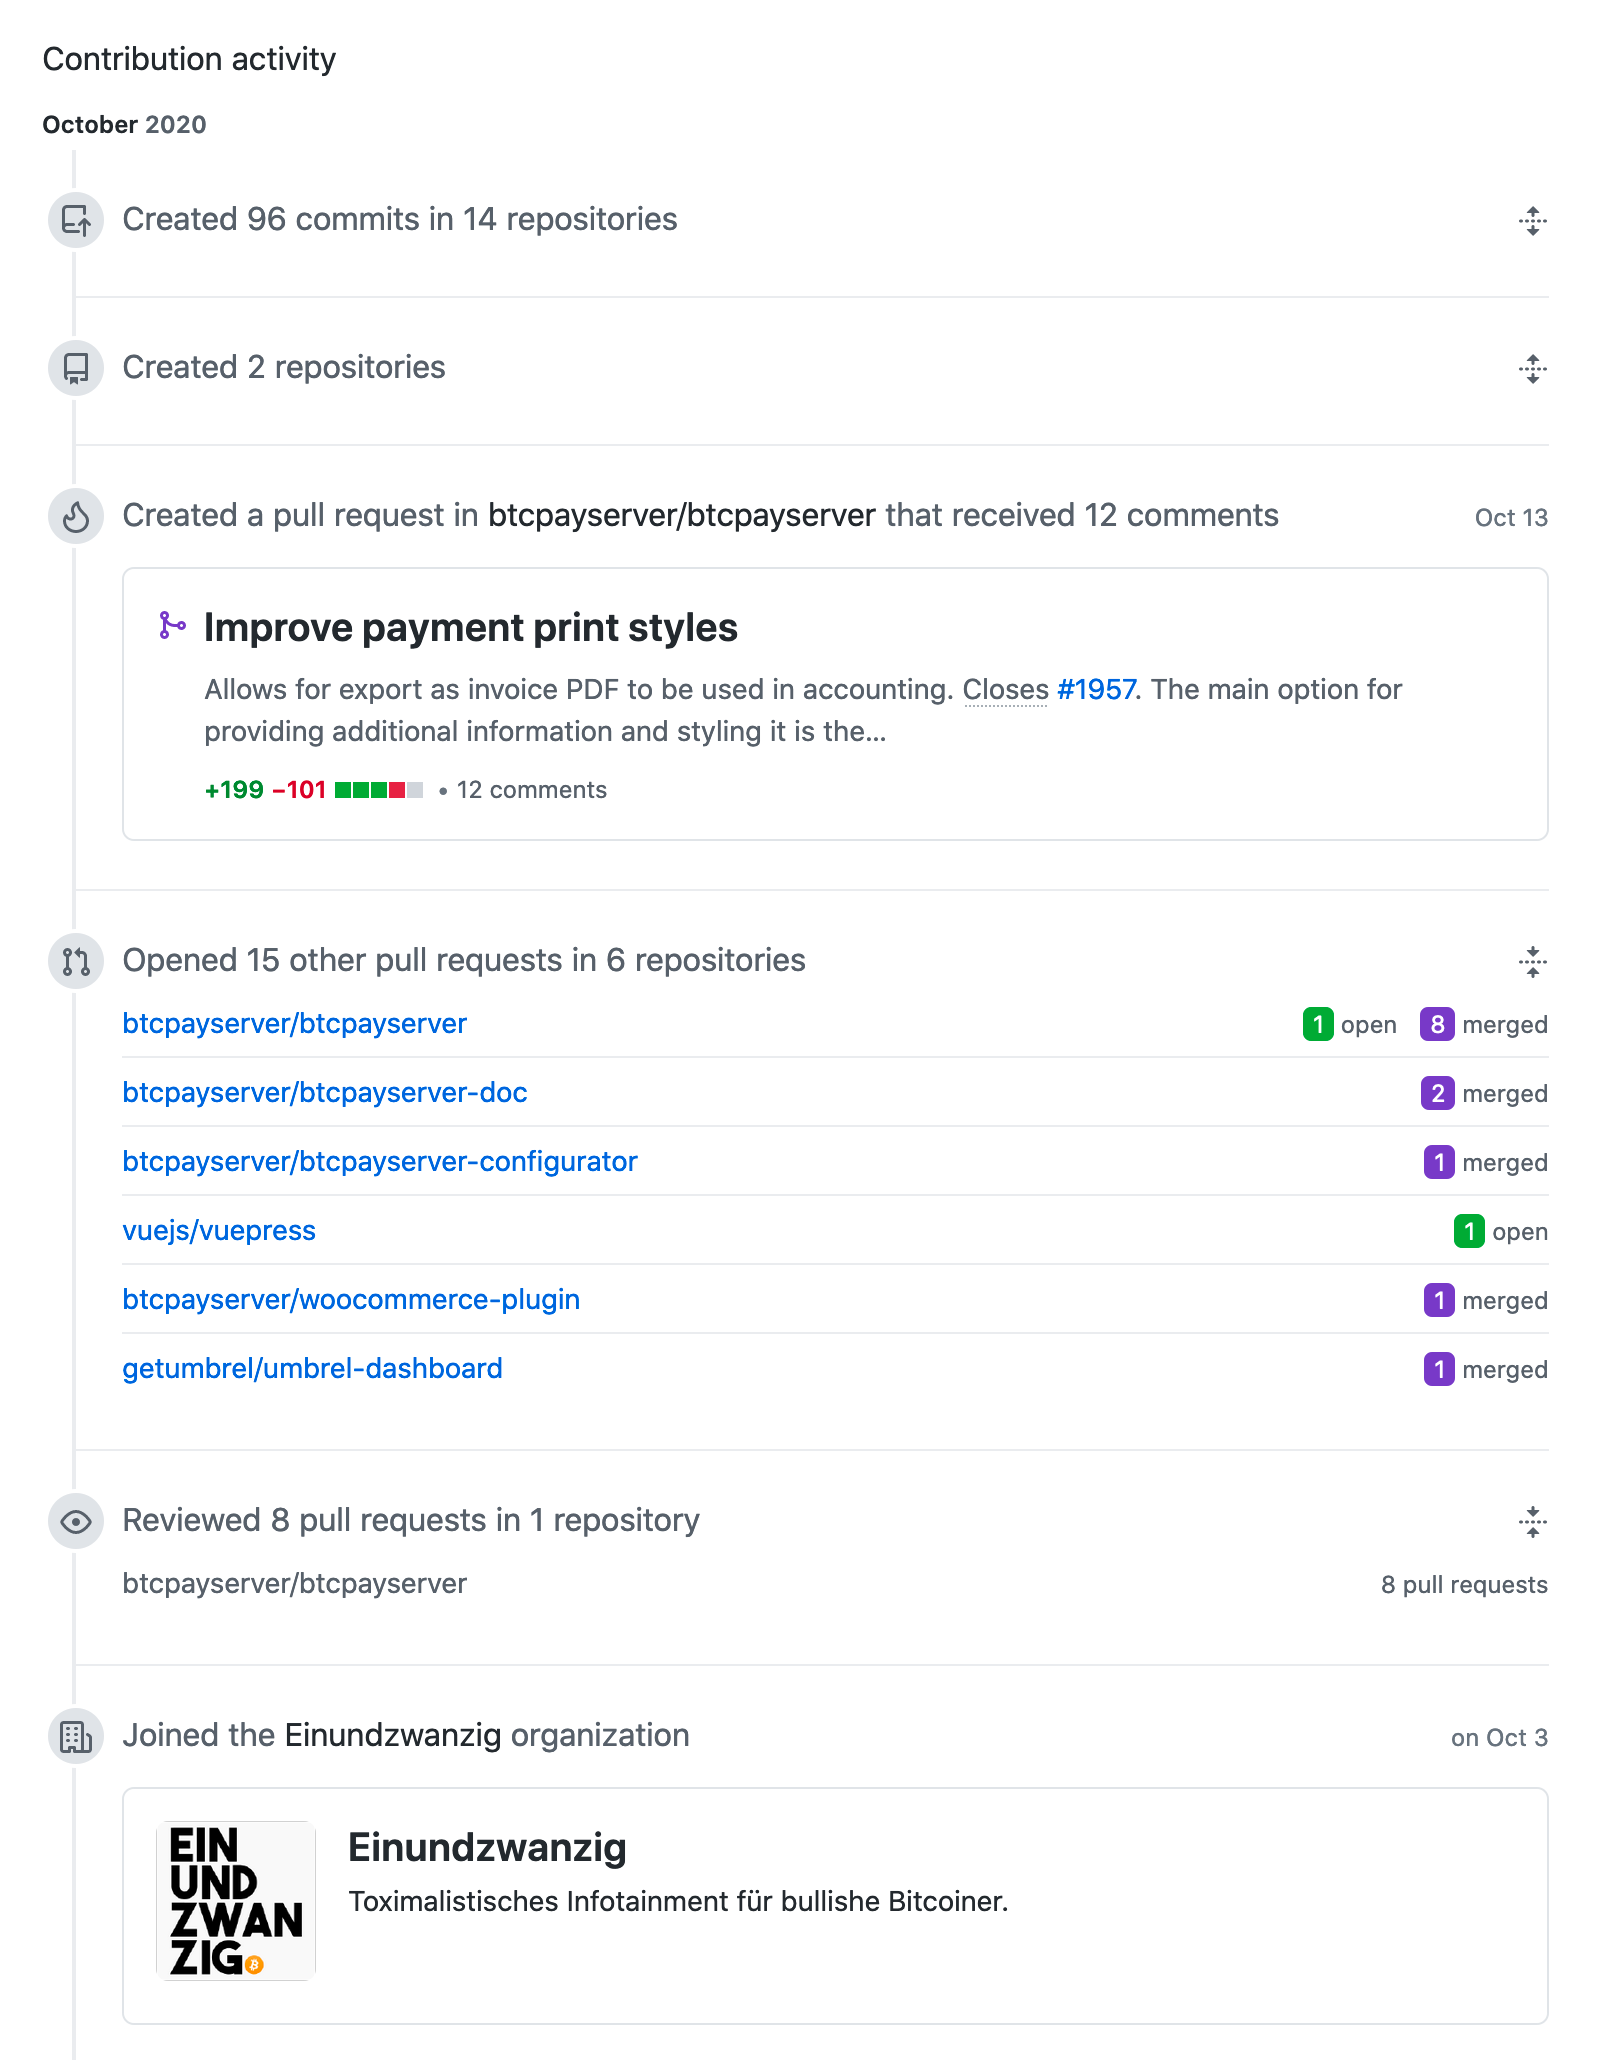 Contribution activity
October 2020
Created 96 commits in 14 repositories
Created 2 repositories
Created a pull request in btcpayserver/btcpayserver that received 12 comments
Oct 13
Improve payment print styles
Allows for export as invoice PDF to be used in accounting. Closes #1957. The main option for
providing additional information and styling it is the...
+199 −101 • 12 comments
Opened 15 other pull requests in 6 repositories
btcpayserver/btcpayserver 1 open 8 merged
btcpayserver/btcpayserver-doc 2 merged
btcpayserver/btcpayserver-configurator 1 merged
vuejs/vuepress 1 open
btcpayserver/woocommerce-plugin 1 merged
getumbrel/umbrel-dashboard 1 merged
Reviewed 8 pull requests in 1 repository
btcpayserver/btcpayserver 8 pull requests
Joined the Einundzwanzig organization
on Oct 3
EIN
UND
ZWAN
ZIG
Einundzwanzig
Toximalistisches Infotainment für bullishe Bitcoiner.